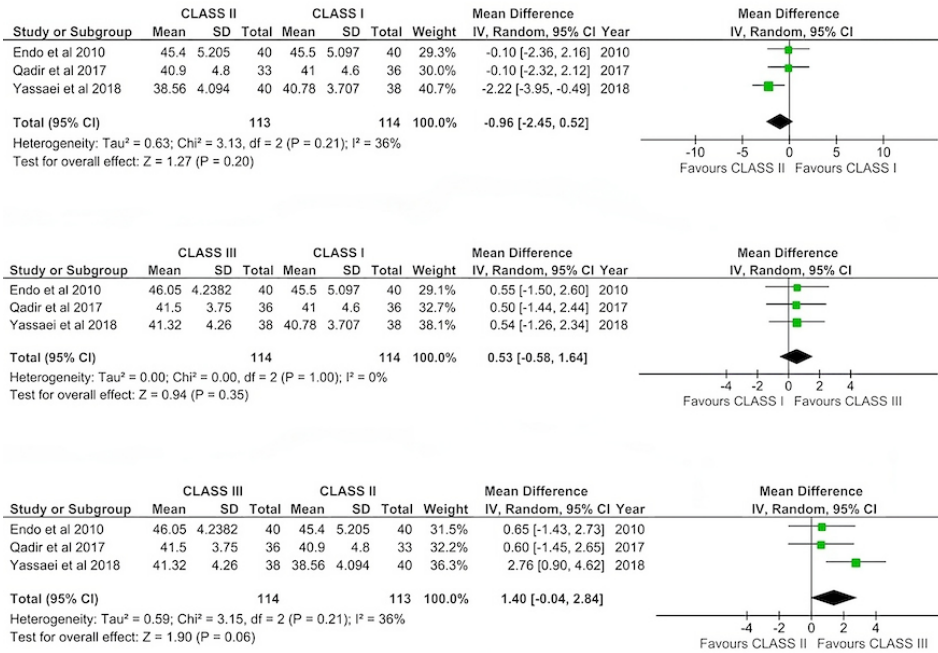 CLASS II CLASS I Mean Difference Mean Difference
Study or Subgroup Mean SD Total Mean SD Total Weight IV, Random, 95% CI Year IV, Random, 95% CI
Endo et al 2010 45.4 5.205 40 45.5 5.097 40 29.3% -0.10 [-2.36, 2.16] 2010
Qadir et al 2017 40.9 4.8 33 41 4.6 36 30.0% -0.10 [-2.32, 2.12] 2017
Yassaei et al 2018 38.56 4.094 40 40.78 3.707 38 40.7% -2.22 [-3.95, -0.49] 2018
Total (95% CI) 113 114 100.0% -0.96 [-2.45, 0.52]
Heterogeneity: Tau² = 0.63; Chi² = 3.13, df = 2 (P = 0.21); I² = 36%
Test for overall effect: Z = 1.27 (P = 0.20)
-10 -5 0 5 10
Favours CLASS II Favours CLASS I
CLASS III CLASS I Mean Difference Mean Difference
Study or Subgroup Mean SD Total Mean SD Total Weight IV, Random, 95% CI Year IV, Random, 95% CI
Endo et al 2010 46.05 4.2382 40 45.5 5.097 40 29.1% 0.55 [-1.50, 2.60] 2010
Qadir et al 2017 41.5 3.75 36 41 4.6 36 32.7% 0.50 [-1.44, 2.44] 2017
Yassaei et al 2018 41.32 4.26 38 40.78 3.707 38 38.1% 0.54 [-1.26, 2.34] 2018
Total (95% CI) 114 114 100.0% 0.53 [-0.58, 1.64]
Heterogeneity: Tau² = 0.00; Chi² = 0.00, df = 2 (P = 1.00); I² = 0%
Test for overall effect: Z = 0.94 (P = 0.35)
-4 -2 0 2 4
Favours CLASS I Favours CLASS III
CLASS III CLASS II Mean Difference Mean Difference
Study or Subgroup Mean SD Total Mean SD Total Weight IV, Random, 95% CI Year IV, Random, 95% CI
Endo et al 2010 46.05 4.2382 40 45.4 5.205 40 31.5% 0.65 [-1.43, 2.73] 2010
Qadir et al 2017 41.5 3.75 36 40.9 4.8 33 32.2% 0.60 [-1.45, 2.65] 2017
Yassaei et al 2018 41.32 4.26 38 38.56 4.094 40 36.3% 2.76 [0.90, 4.62] 2018
Total (95% CI) 114 113 100.0% 1.40 [-0.04, 2.84]
Heterogeneity: Tau² = 0.59; Chi² = 3.15, df = 2 (P = 0.21); I² = 36%
Test for overall effect: Z = 1.90 (P = 0.06)
-4 -2 0 2 4
Favours CLASS II Favours CLASS III